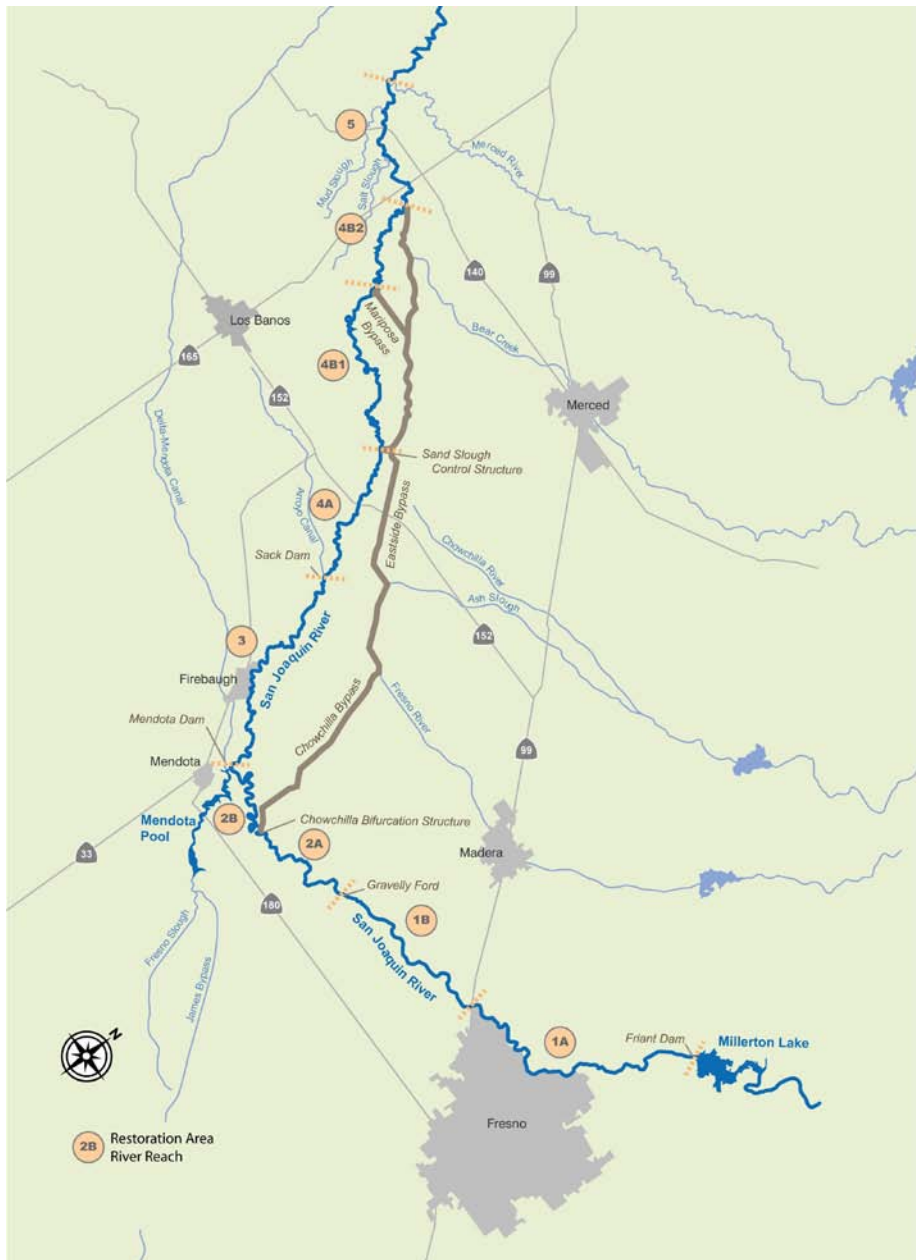 5
Merced River
Mud Slough
Salt Slough
4B2
140
99
Mariposa
Bypass
Los Banos
Bear Creek
165
4B1
152
Merced
Delta-Mendota Canal
Sand Slough
Control Structure
4A
Arroyo Canal
Eastside Bypass
Chowchilla River
Sack Dam
Ash Slough
3
152
Firebaugh
San Joaquin River
Chowchilla Bypass
Fresno River
Mendota Dam
99
Mendota
Mendota
Pool
2B
Chowchilla Bifurcation Structure
2A
Madera
33
Gravelly Ford
180
1B
San Joaquin River
Fresno Slough
James Bypass
N
1A
Friant Dam
Millerton Lake
Fresno
2B
Restoration Area
River Reach